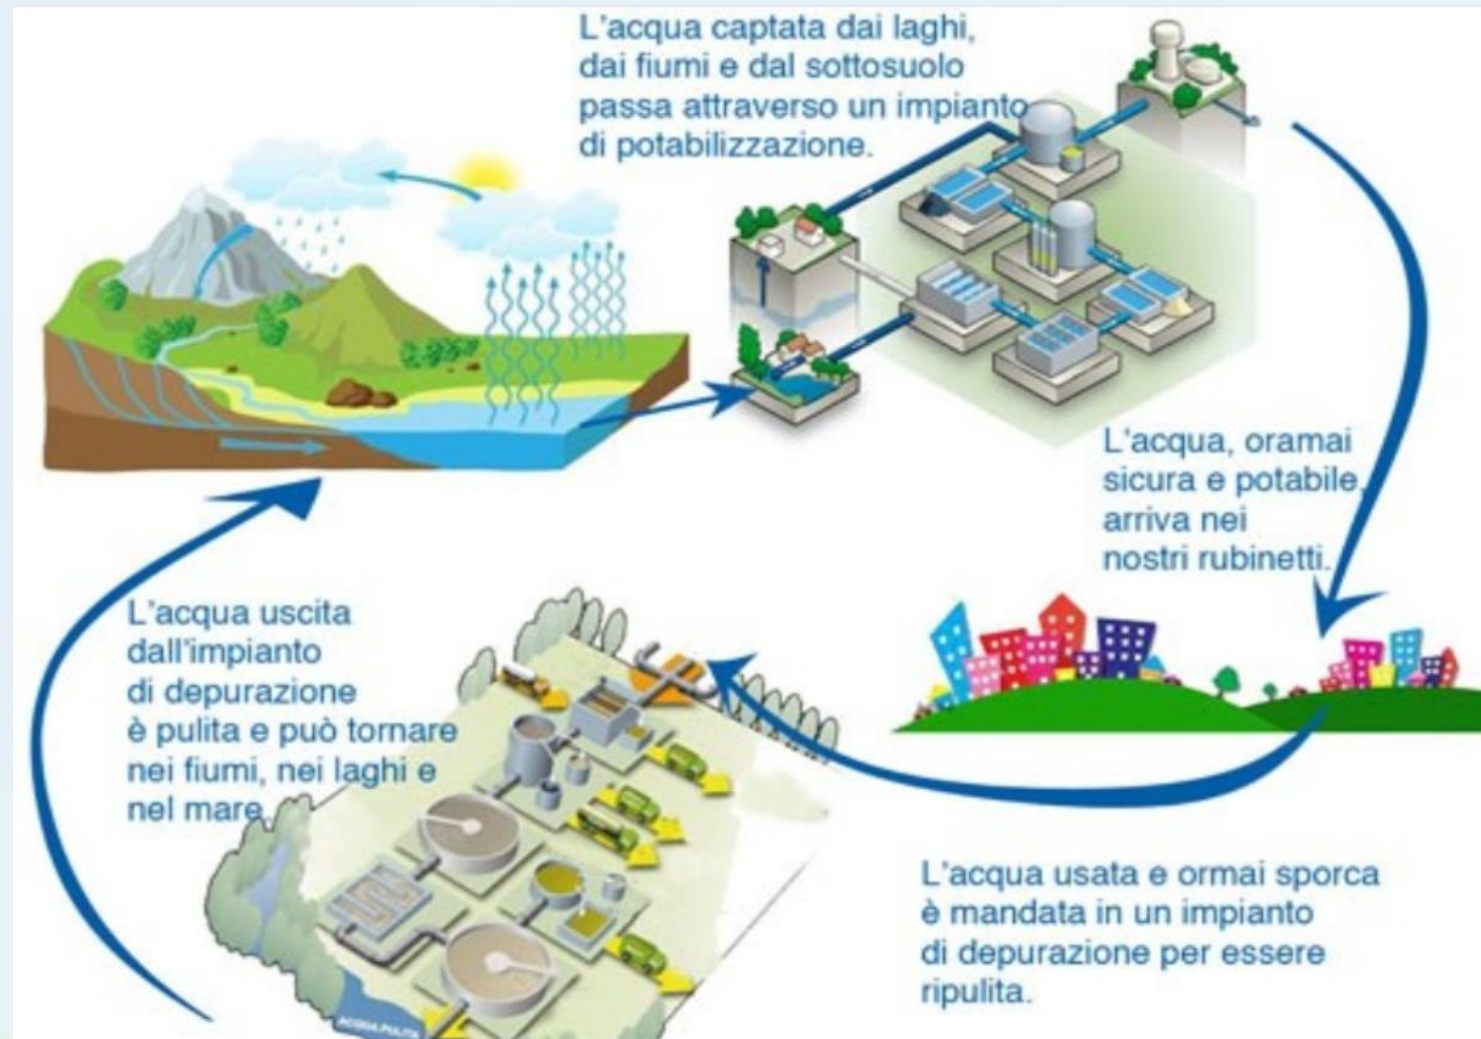 L'acqua captata dai laghi,
dai fiumi e dal sottosuolo
passa attraverso un impianto
di potabilizzazione.
L'acqua, oramai
sicura e potabile,
arriva nei
nostri rubinetti.
L'acqua usata e ormai sporca
è mandata in un impianto
di depurazione per essere
ripulita.
L'acqua uscita
dall'impianto
di depurazione
è pulita e può tornare
nei fiumi, nei laghi e
nel mare.
ACQUA PULITA